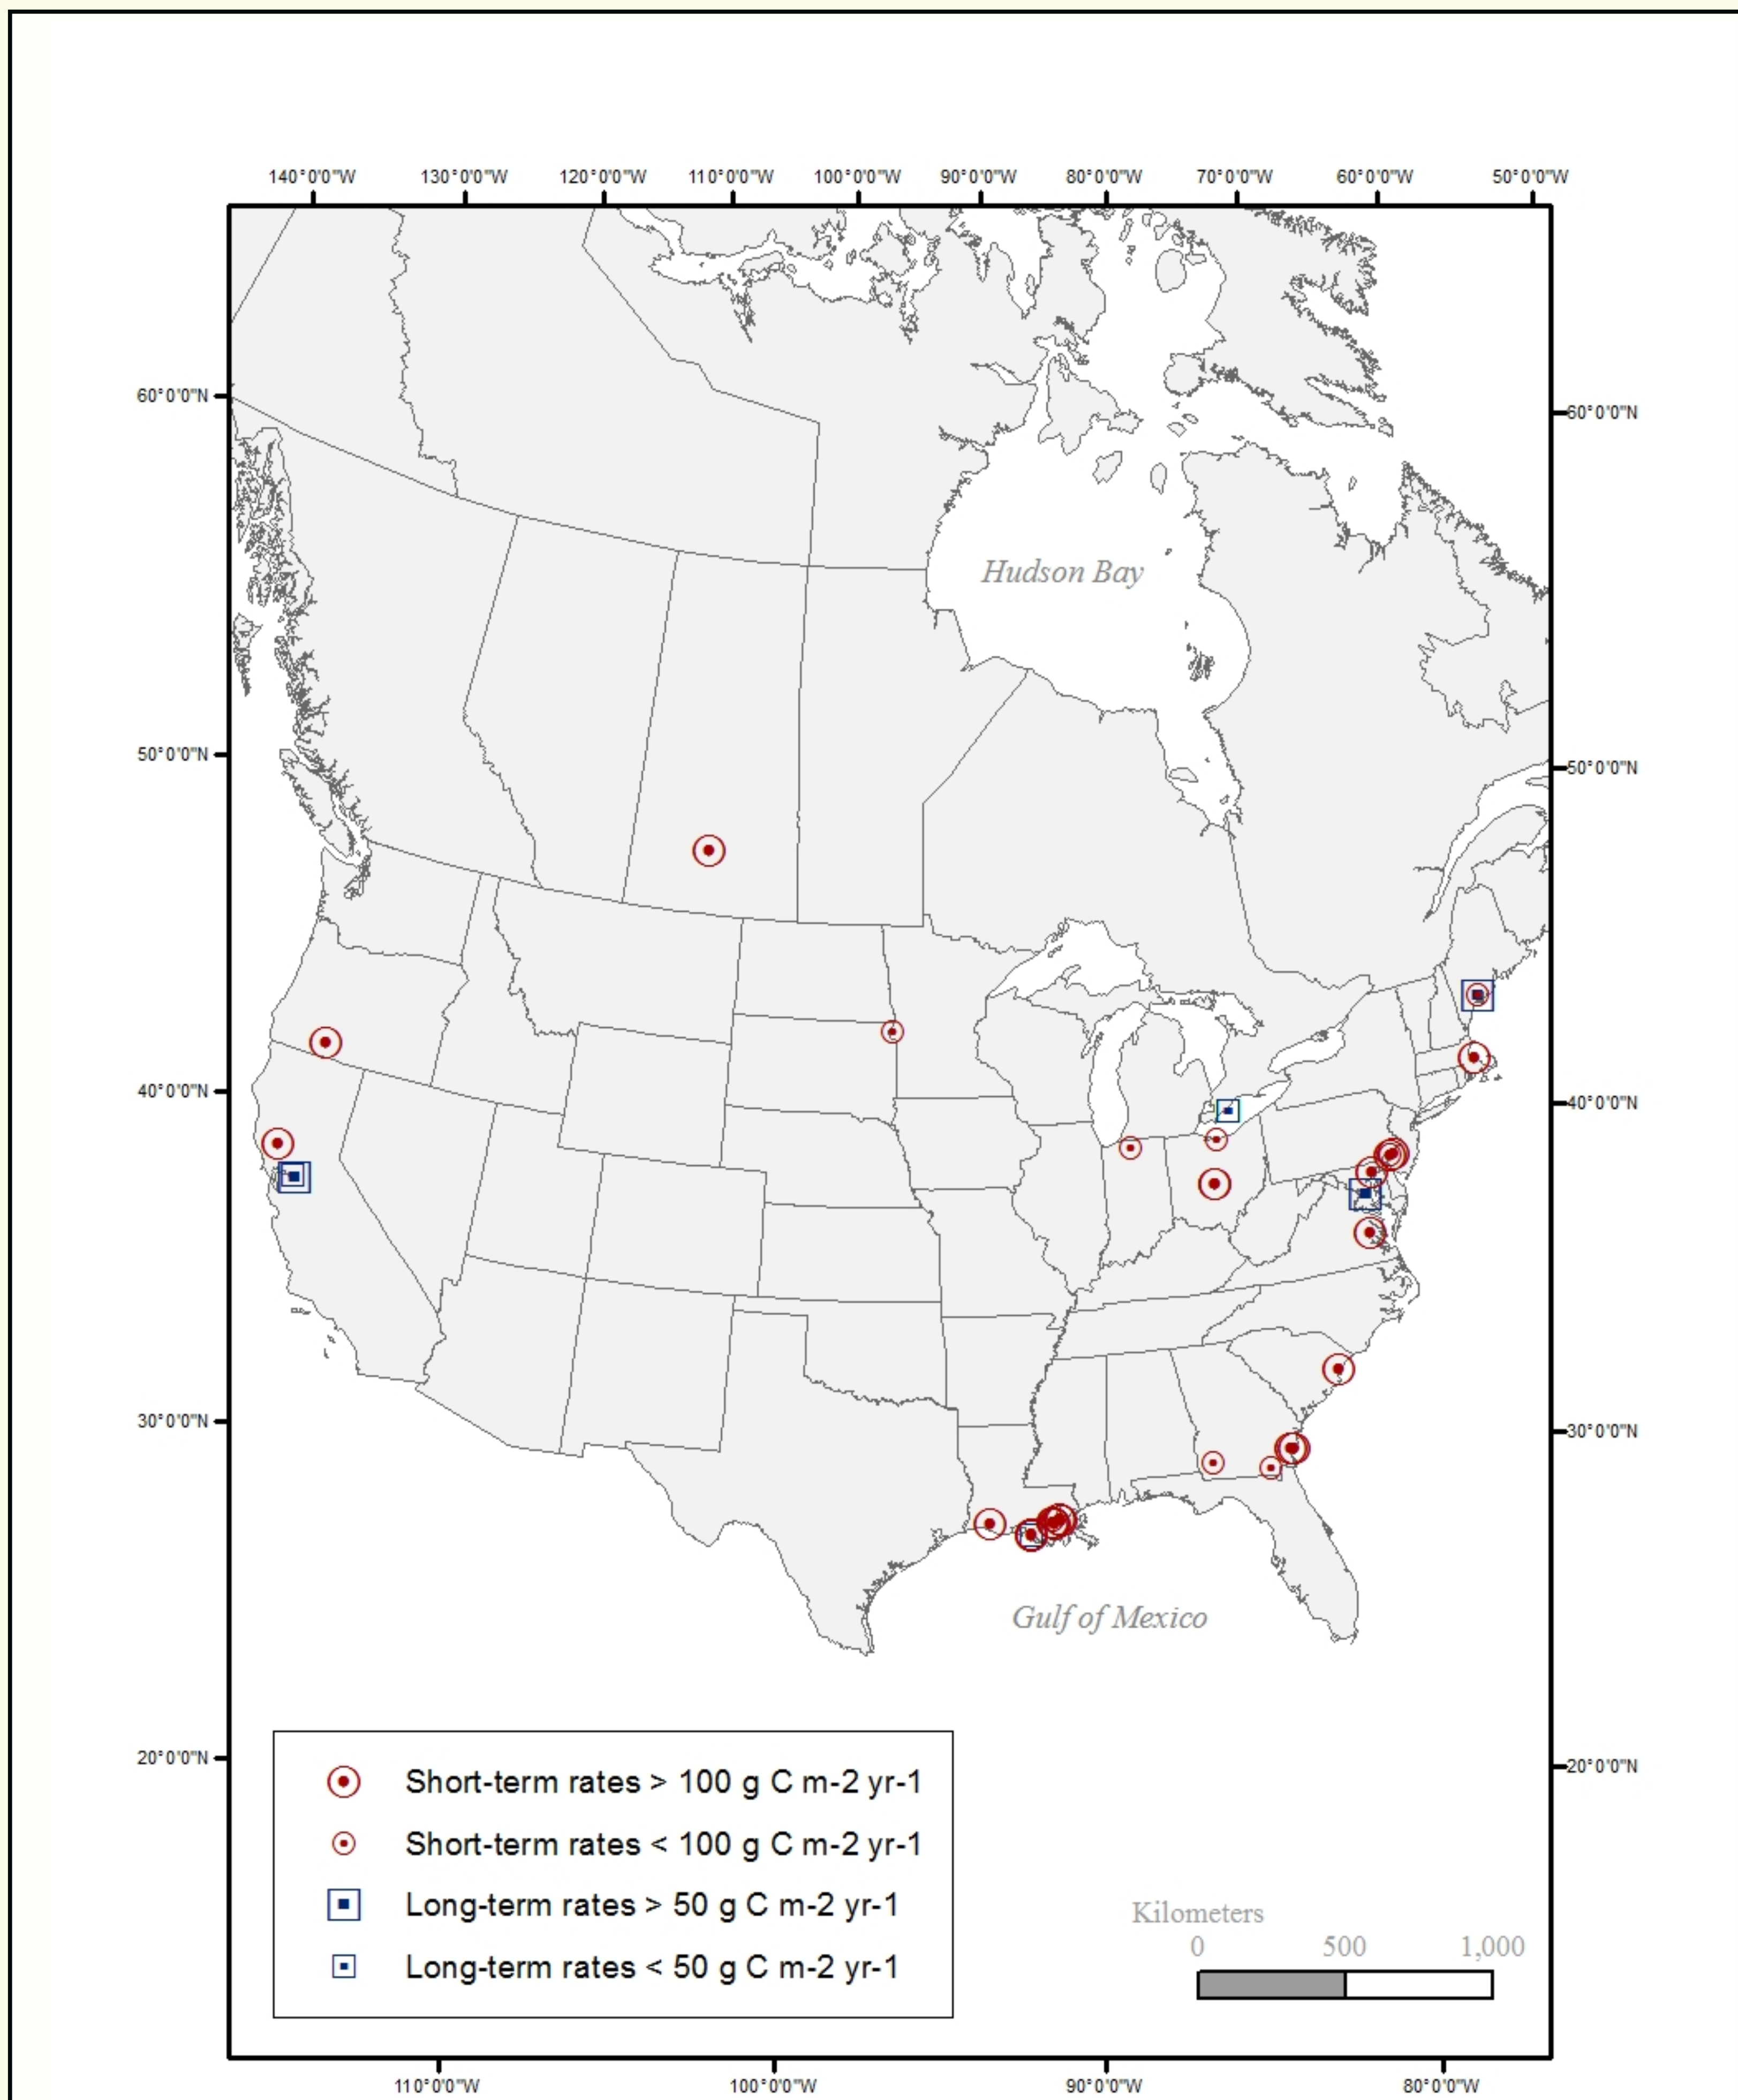 140°0'0"W 130°0'0"W 120°0'0"W 110°0'0"W 100°0'0"W 90°0'0"W 80°0'0"W 70°0'0"W 60°0'0"W 50°0'0"W
60°0'0"N 60°0'0"N
Hudson Bay
50°0'0"N 50°0'0"N
40°0'0"N 40°0'0"N
30°0'0"N 30°0'0"N
Gulf of Mexico
20°0'0"N 20°0'0"N
Short-term rates > 100 g C m-2 yr-1
Short-term rates < 100 g C m-2 yr-1
Long-term rates > 50 g C m-2 yr-1
Long-term rates < 50 g C m-2 yr-1
Kilometers
0 500 1,000
110°0'0"W 100°0'0"W 90°0'0"W 80°0'0"W